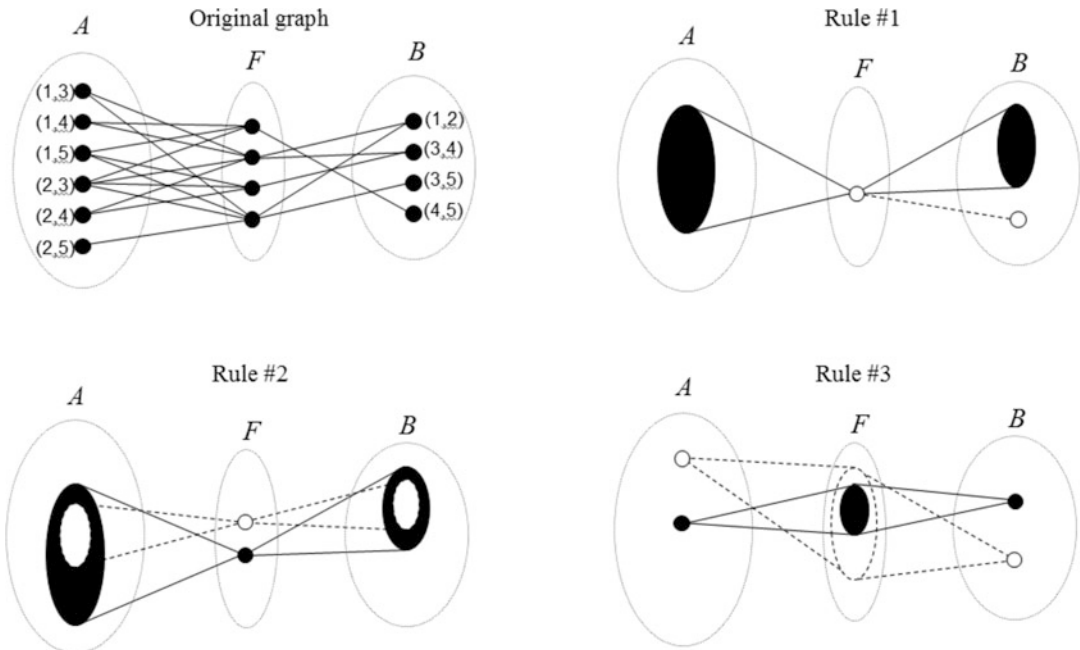 Original graph
A
F
B
(1,3)
(1,4)
(1,5)
(2,3)
(2,4)
(2,5)
(1,2)
(3,4)
(3,5)
(4,5)
Rule #1
A
F
B
Rule #2
A
F
B
Rule #3
A
F
B